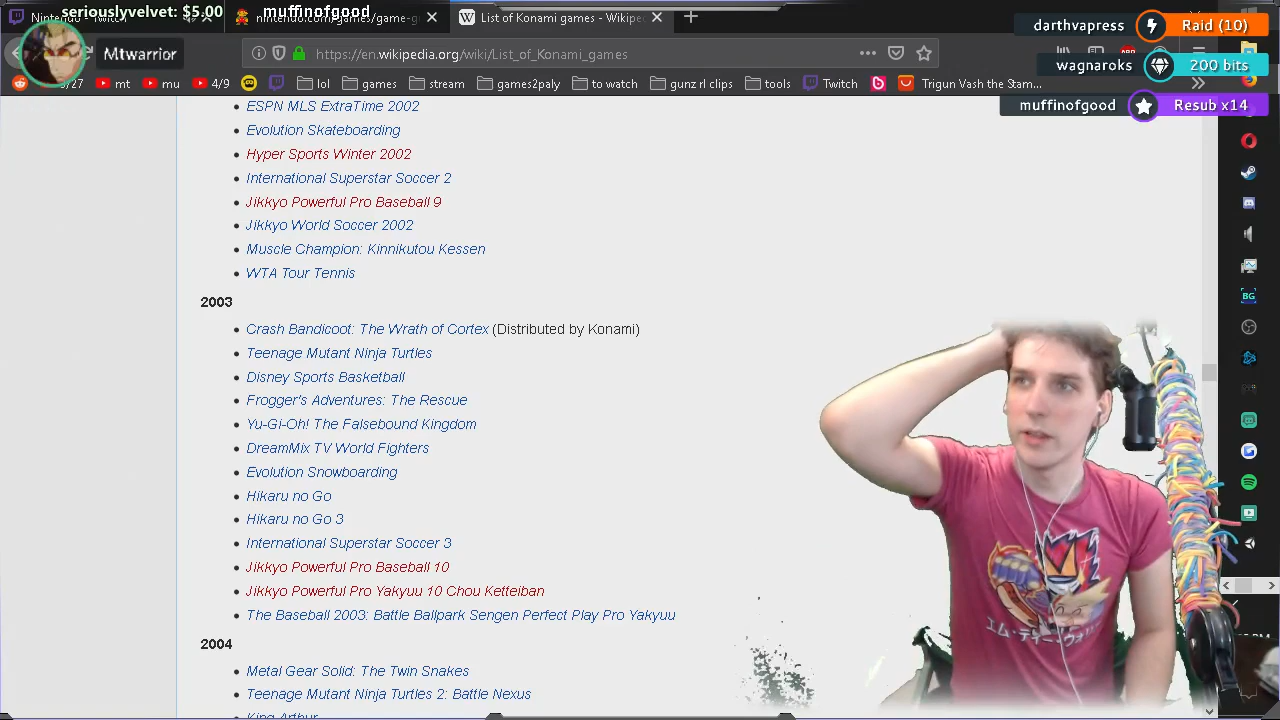 seriouslyvelvet: $5.00
muffinofgood
List of Konami games - Wikipe
darthvapress
Raid (10)
Mtwarrior
https://en.wikipedia.org/wiki/List_of_Konami_games
wagnaroks
200 bits
mt
mu
4/9
lol
games
stream
games2paly
to watch
gunz rl clips
tools
Twitch
Trigun Vash the Stam...
muffinofgood
Resub x14
ESPN MLS ExtraTime 2002
Evolution Skateboarding
Hyper Sports Winter 2002
International Superstar Soccer 2
Jikkyo Powerful Pro Baseball 9
Jikkyo World Soccer 2002
Muscle Champion: Kinnikutou Kessen
WTA Tour Tennis
2003
Crash Bandicoot: The Wrath of Cortex (Distributed by Konami)
Teenage Mutant Ninja Turtles
Disney Sports Basketball
Frogger's Adventures: The Rescue
Yu-Gi-Oh! The Falsebound Kingdom
DreamMix TV World Fighters
Evolution Snowboarding
Hikaru no Go
Hikaru no Go 3
International Superstar Soccer 3
Jikkyo Powerful Pro Baseball 10
Jikkyo Powerful Pro Yakyuu 10 Chou Kettei
The Baseball 2003: Battle Ballpark Sengen Perfect Play Pro Yakyuu
2004
Metal Gear Solid: The Twin Snakes
Teenage Mutant Ninja Turtles 2: Battle Nexus
King Arthur
BG